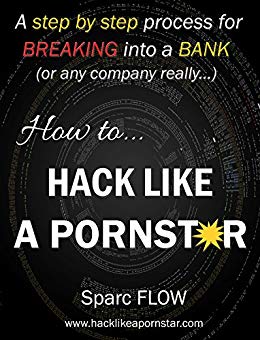 A step by step process for
BREAKING into a BANK
(or any company really...)
How to...
HACK LIKE
A PORNSTAR
Sparc FLOW
www.hacklikeapornstar.com